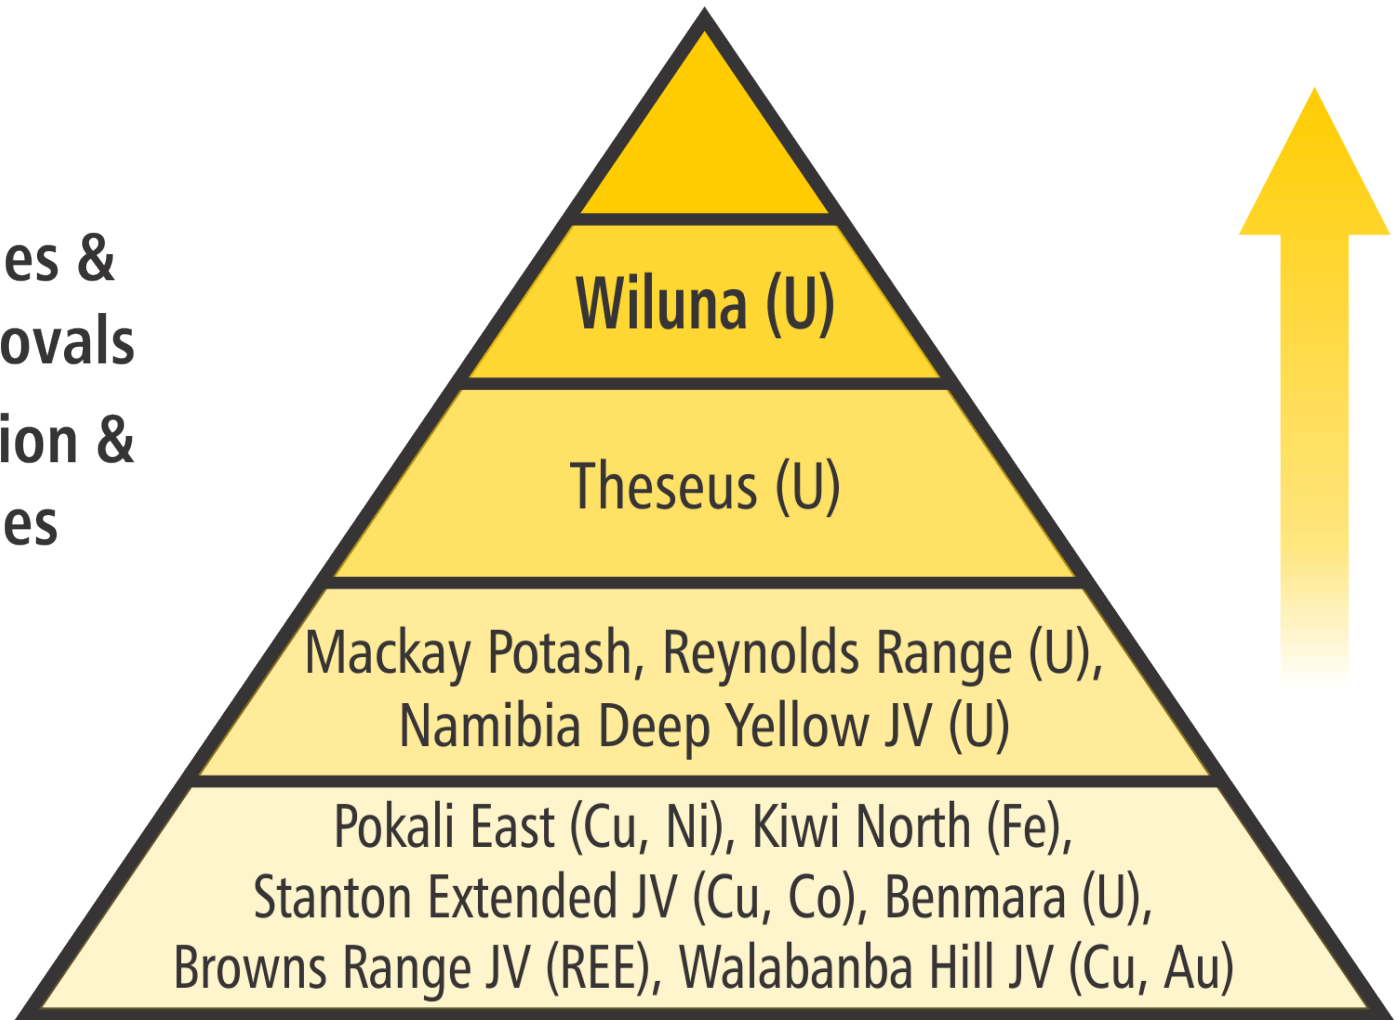 es &
ovals
ion &
es
Wiluna (U)
Theseus (U)
Mackay Potash, Reynolds Range (U),
Namibia Deep Yellow JV (U)
Pokali East (Cu, Ni), Kiwi North (Fe),
Stanton Extended JV (Cu, Co), Benmara (U),
Browns Range JV (REE), Walabanba Hill JV (Cu, Au)